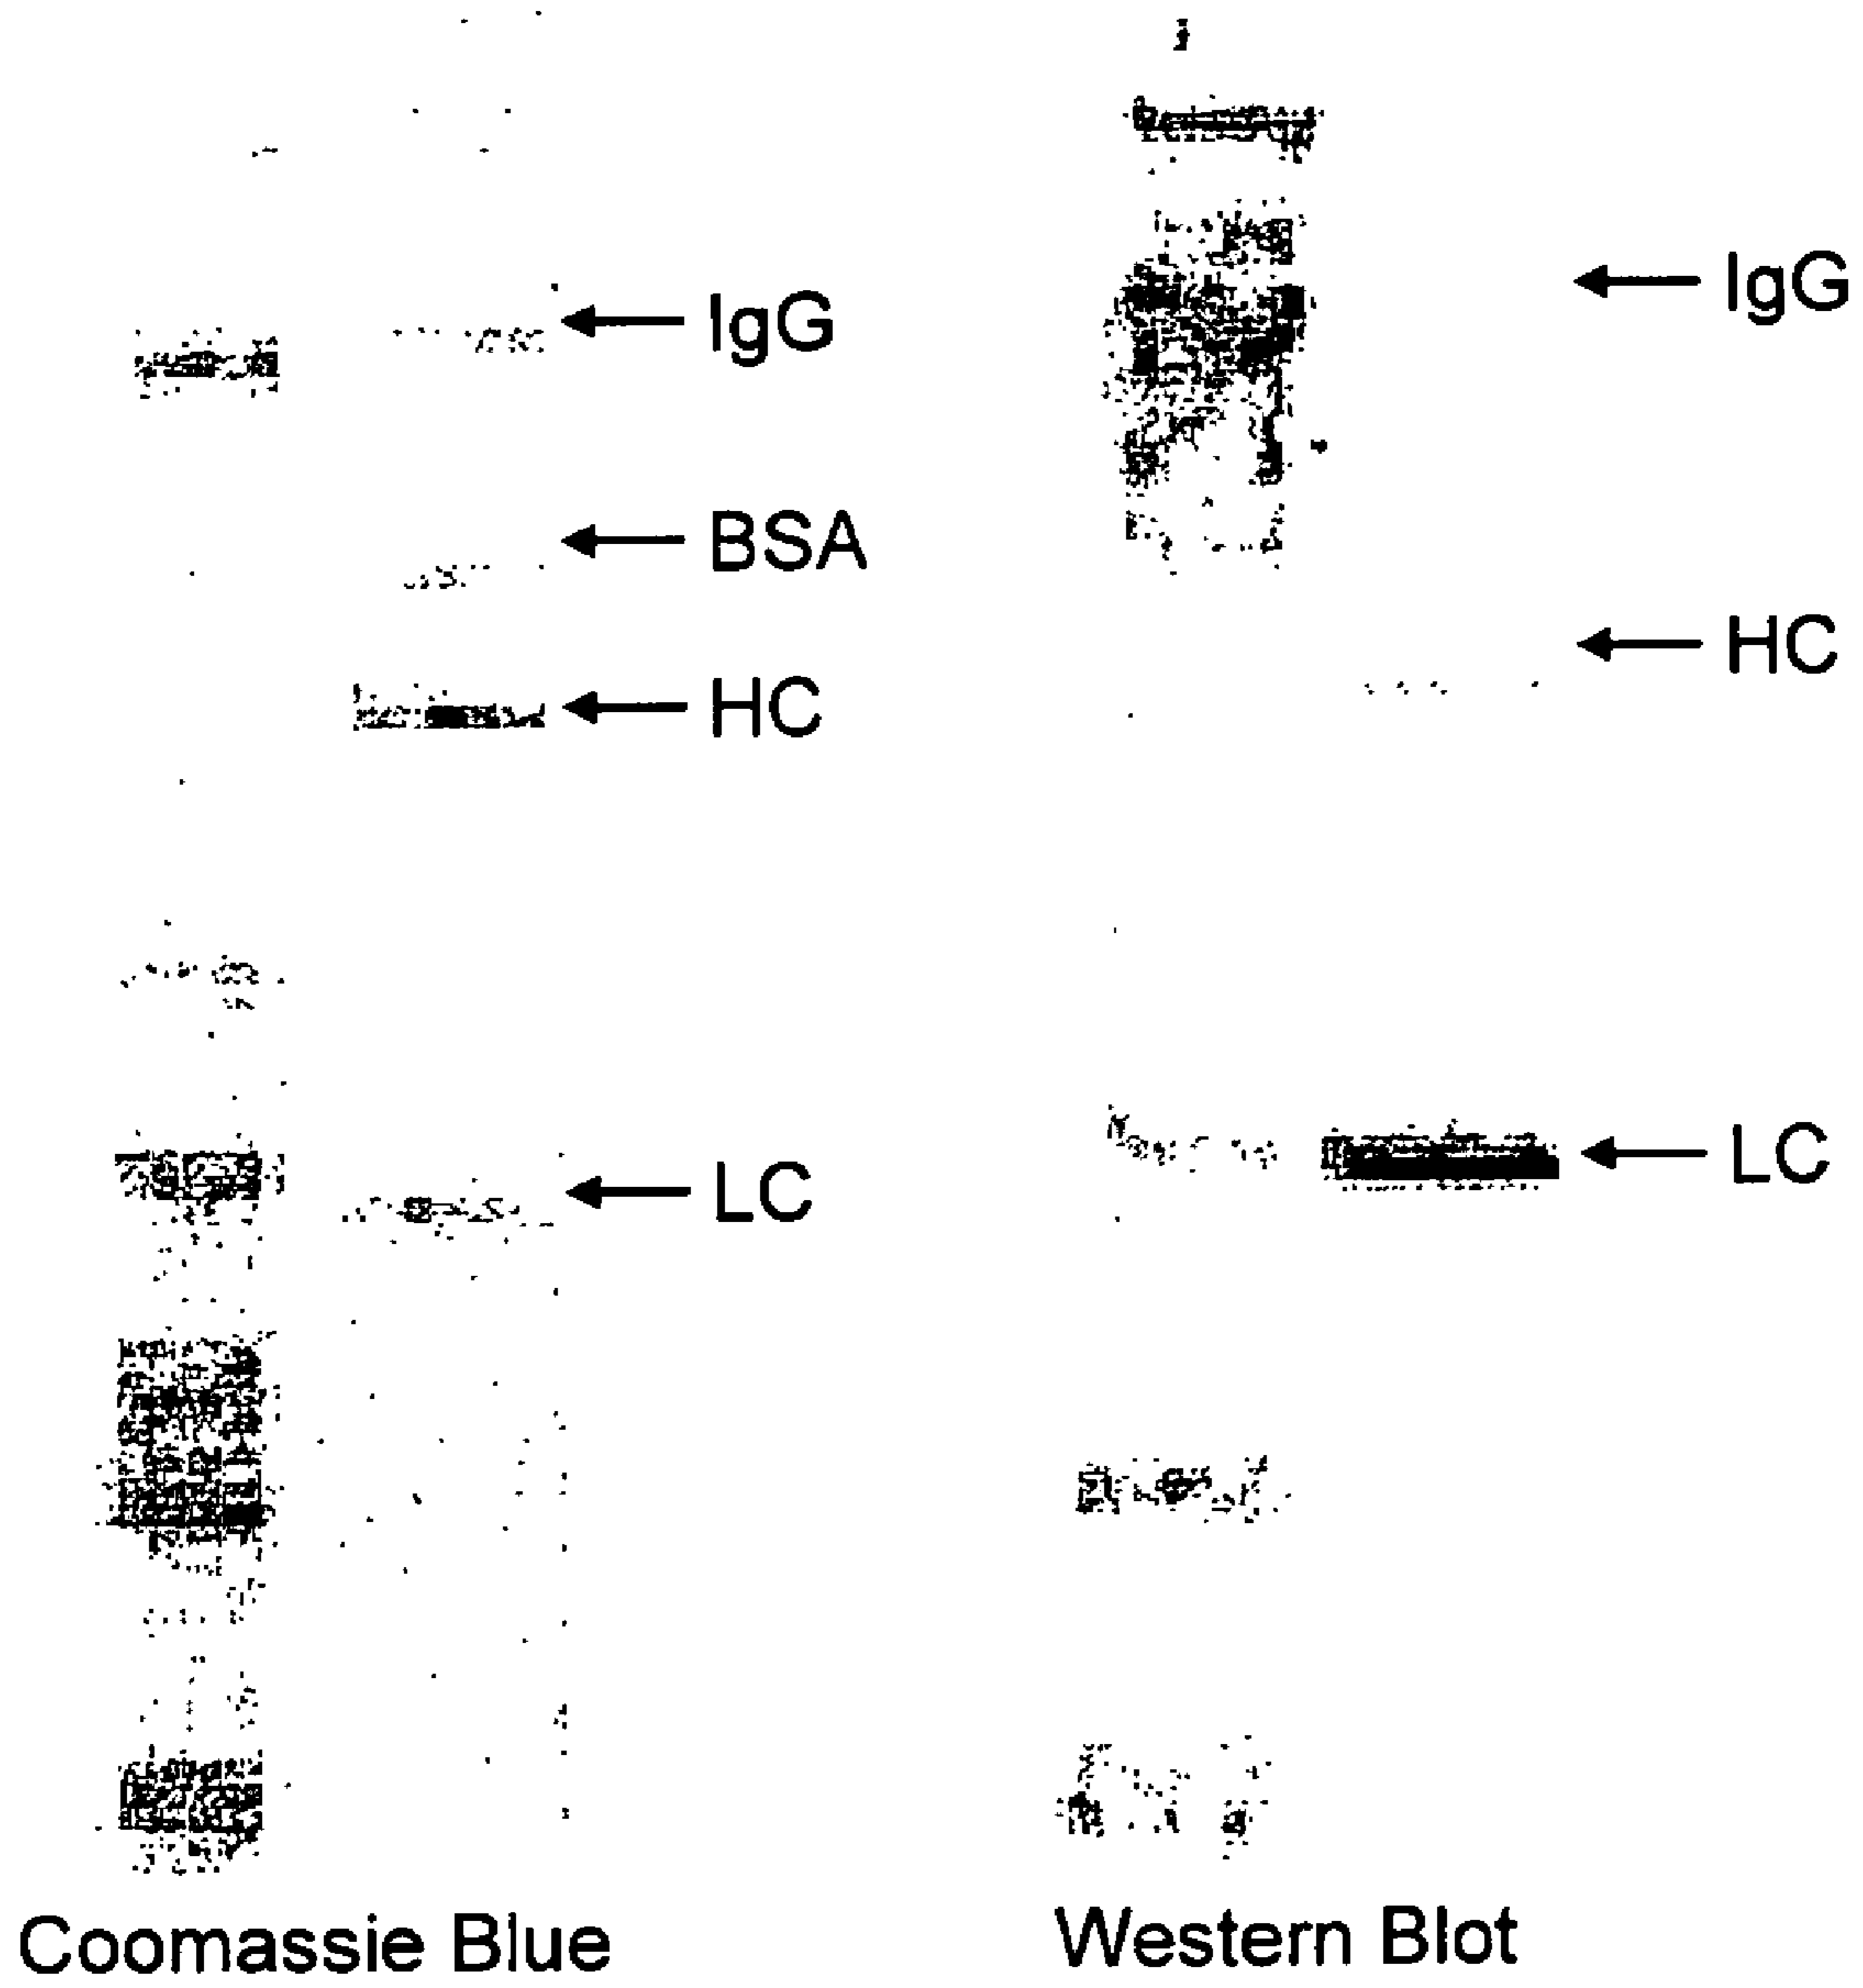 IgG
IgG
BSA
HC
HC
LC
LC
Coomassie Blue
Western Blot